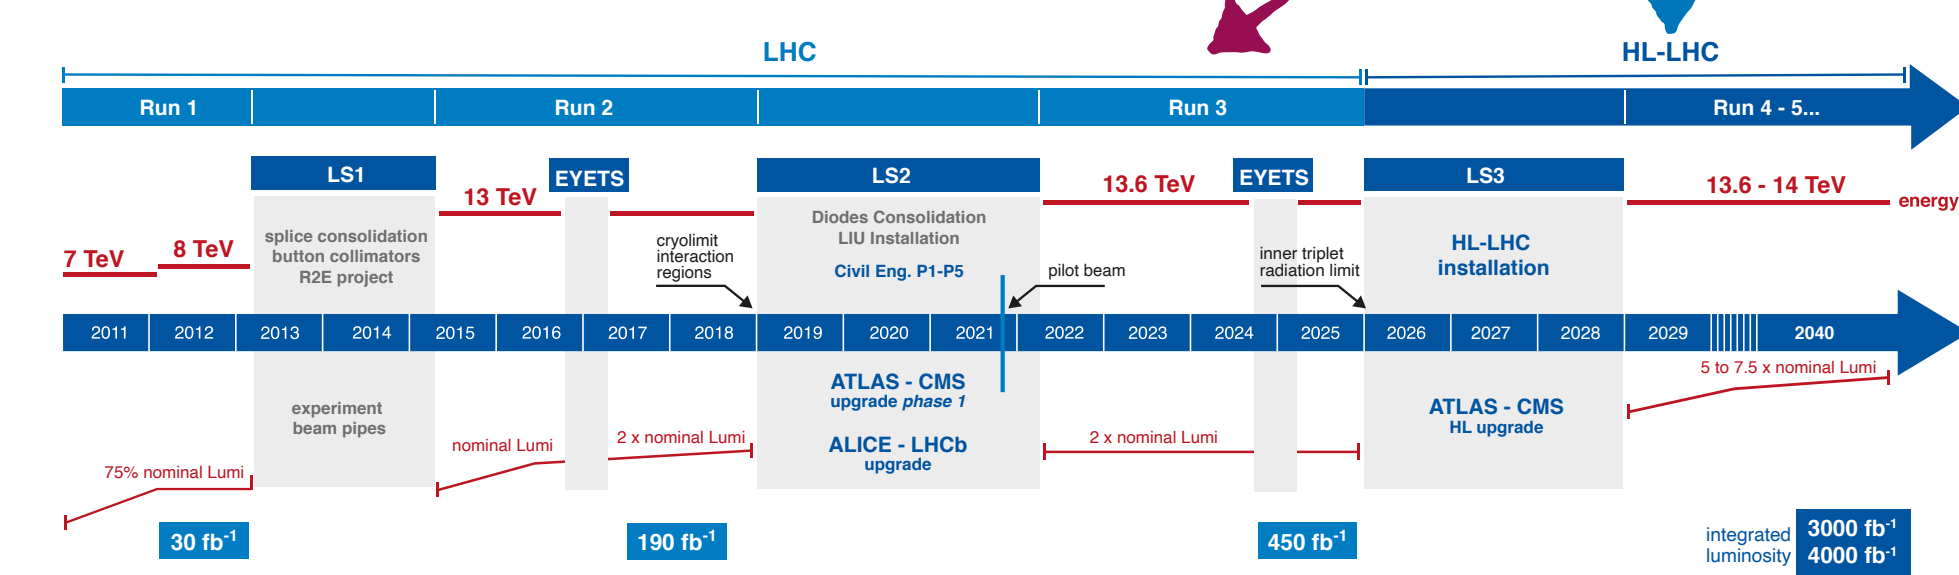 LHC
HL-LHC
Run 1
Run 2
Run 3
Run 4 - 5...
LS1
EYETS
LS2
EYETS
LS3
13 TeV
13.6 TeV
13.6 - 14 TeV
energy
7 TeV
8 TeV
splice consolidation
button collimators
R2E project
cryolimit
interaction
regions
Diodes Consolidation
LIU Installation
Civil Eng. P1-P5
pilot beam
inner triplet
radiation limit
HL-LHC
installation
2011 2012 2013 2014 2015 2016 2017 2018 2019 2020 2021 2022 2023 2024 2025 2026 2027 2028 2029 2040
experiment
beam pipes
ATLAS - CMS
upgrade phase 1
ALICE - LHCb
upgrade
ATLAS - CMS
HL upgrade
5 to 7.5 x nominal Lumi
75% nominal Lumi
nominal Lumi
2 x nominal Lumi
2 x nominal Lumi
30 fb⁻¹
190 fb⁻¹
450 fb⁻¹
integrated
luminosity
3000 fb⁻¹
4000 fb⁻¹